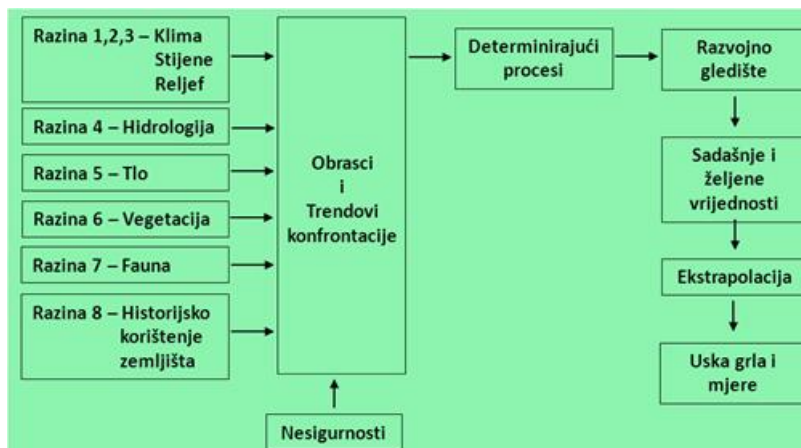 Razina 1,2,3 – Klima
Stijene
Reljef
Razina 4 – Hidrologija
Razina 5 – Tlo
Razina 6 – Vegetacija
Razina 7 – Fauna
Razina 8 – Historijsko
korištenje
zemljišta
Obrasci
i
Trendovi
konfrontacije
Nesigurnosti
Determinirajući
procesi
Razvojno
gledište
Sadašnje i
željene
vrijednosti
Ekstrapolacija
Uska grla i
mjere